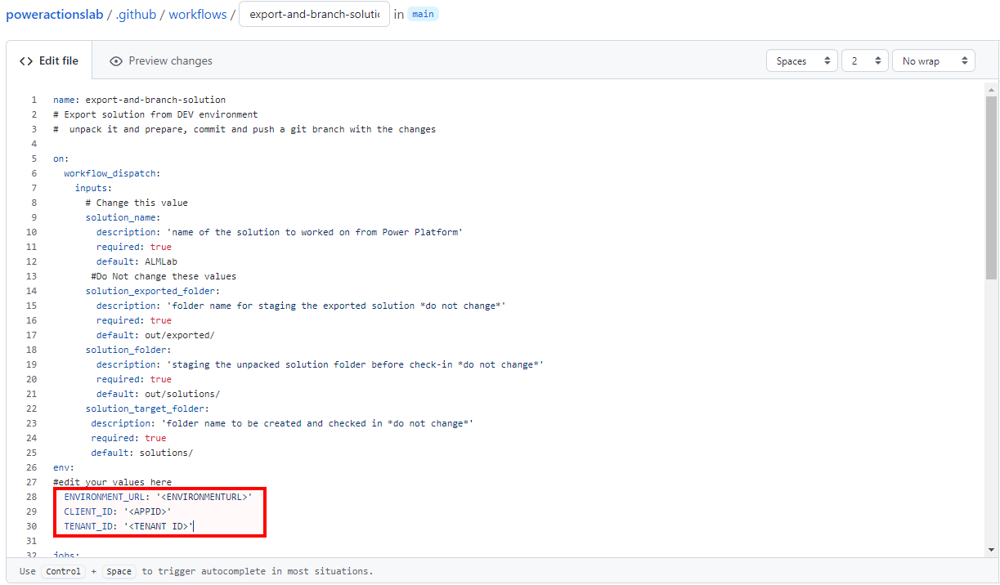 poweractionslab / .github / workflows / export-and-branch-solutic in main
Edit file Preview changes Spaces 2 No wrap
1 name: export-and-branch-solution
2 # Export solution from DEV environment
3 #  unpack it and prepare, commit and push a git branch with the changes
4
5 on:
6   workflow_dispatch:
7     inputs:
8       # Change this value
9       solution_name:
10         description: 'name of the solution to worked on from Power Platform'
11         required: true
12         default: ALMLab
13        #Do Not change these values
14       solution_exported_folder:
15         description: 'folder name for staging the exported solution *do not change*'
16         required: true
17         default: out/exported/
18       solution_folder:
19         description: 'staging the unpacked solution folder before check-in *do not change*'
20         required: true
21         default: out/solutions/
22       solution_target_folder:
23        description: 'folder name to be created and checked in *do not change*'
24        required: true
25        default: solutions/
26 env:
27 #edit your values here
28   ENVIRONMENT_URL: '<ENVIRONMENTURL>'
29   CLIENT_ID: '<APPID>'
30   TENANT_ID: '<TENANT ID>'
31
32 jobs:
Use Control + Space to trigger autocomplete in most situations.